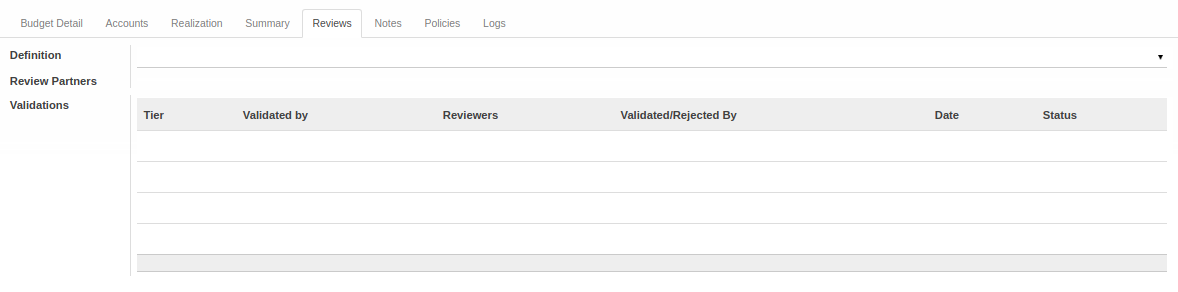 Budget Detail Accounts Realization Summary Reviews Notes Policies Logs
Definition
Review Partners
Validations
Tier Validated by Reviewers Validated/Rejected By Date Status